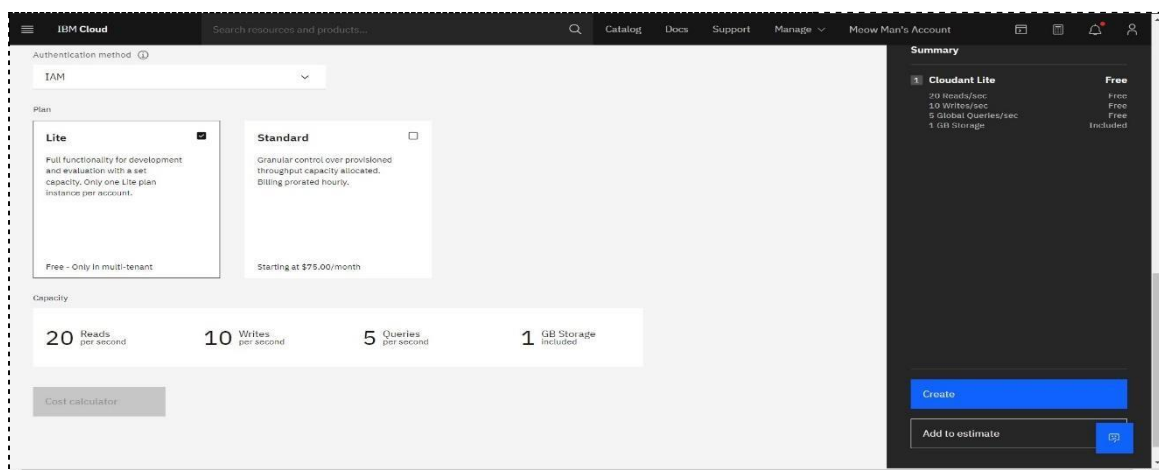 IBM Cloud
Search resources and products...
Catalog
Docs
Support
Manage
Meow Man's Account
Authentication method
IAM
Plan
Lite
Full functionality for development
and evaluation with a set
capacity. Only one Lite plan
instance per account.
Free - Only in multi-tenant
Standard
Granular control over provisioned
throughput capacity allocated.
Billing prorated hourly.
Starting at $75.00/month
Capacity
20 Reads per second
10 Writes per second
5 Queries per second
1 GB Storage included
Cost calculator
Summary
1 Cloudant Lite Free
20 Reads/sec Free
10 Writes/sec Free
5 Global Queries/sec Free
1 GB Storage Included
Create
Add to estimate